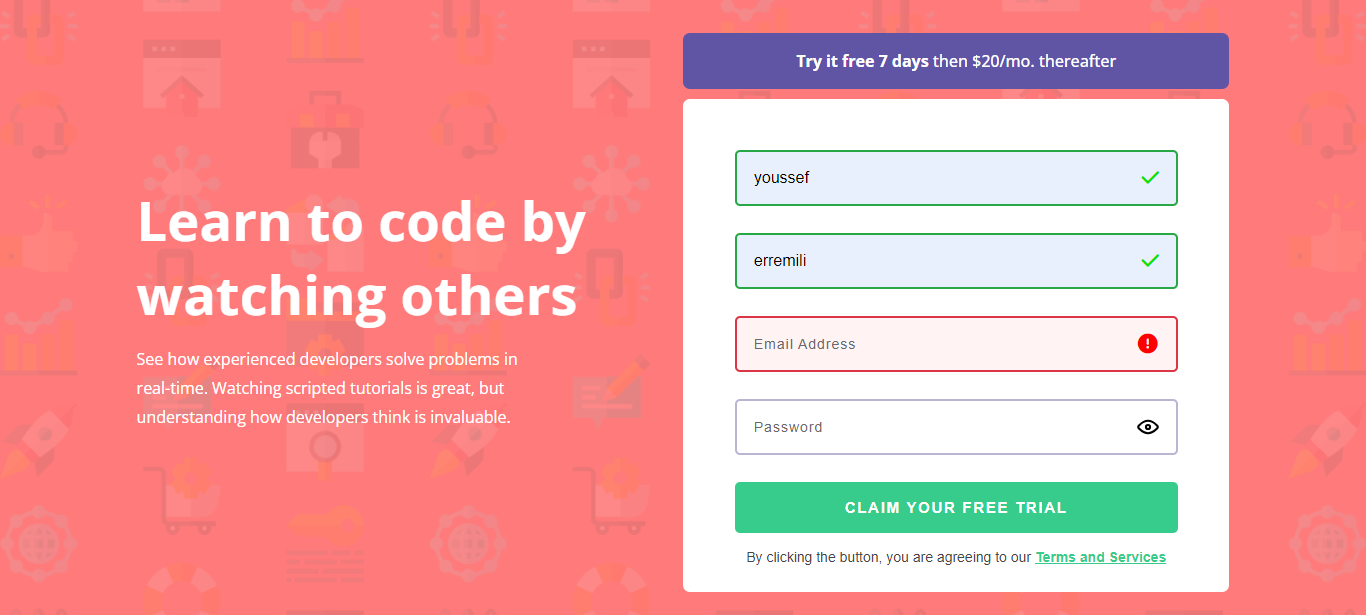 Learn to code by
watching others
See how experienced developers solve problems in
real-time. Watching scripted tutorials is great, but
understanding how developers think is invaluable.
Try it free 7 days then $20/mo. thereafter
youssef
erremili
Email Address
Password
CLAIM YOUR FREE TRIAL
By clicking the button, you are agreeing to our Terms and Services